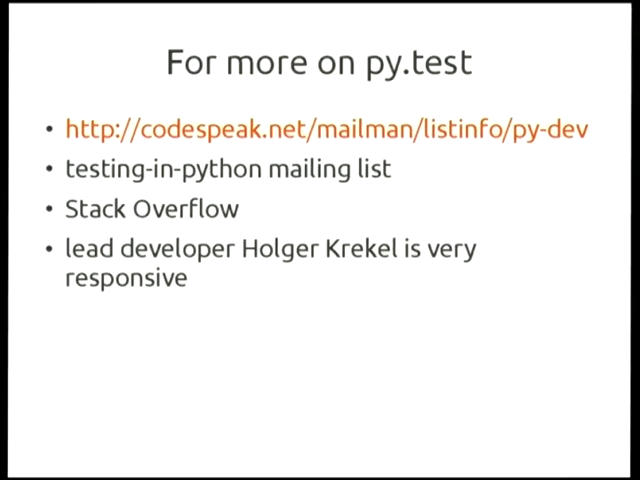 For more on py.test
• http://codespeak.net/mailman/listinfo/py-dev
• testing-in-python mailing list
• Stack Overflow
• lead developer Holger Krekel is very
responsive